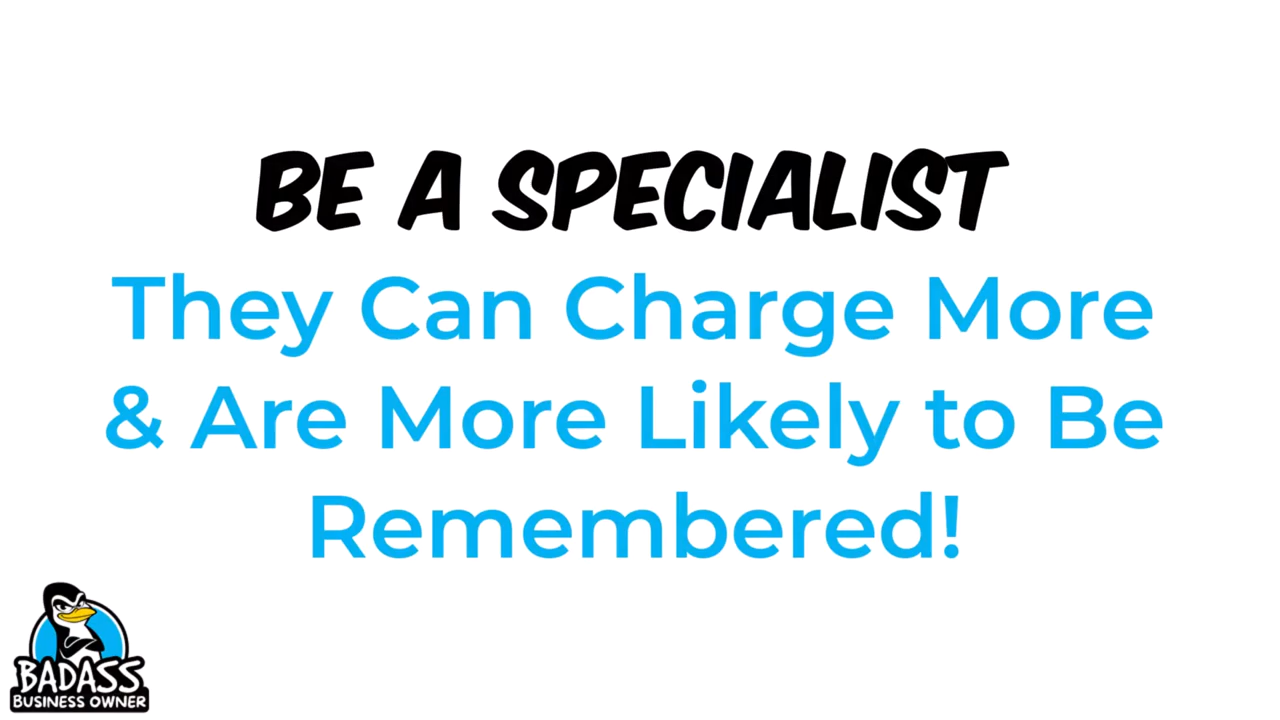 BE A SPECIALIST
They Can Charge More
& Are More Likely to Be
Remembered!
BADASS
BUSINESS OWNER